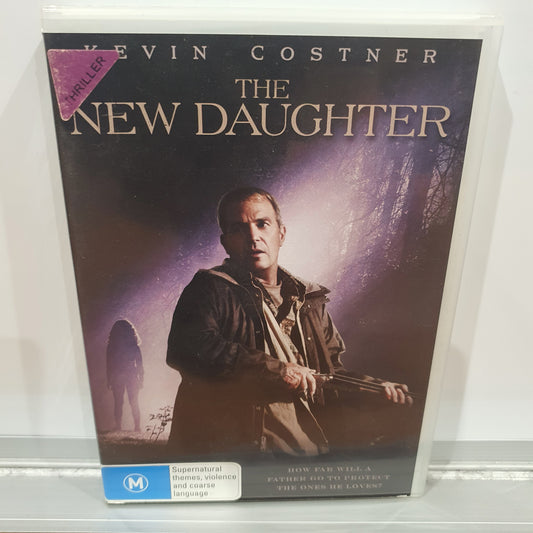 KEVIN COSTNER
THRILLER
THE
NEW DAUGHTER
M
Supernatural
themes, violence
and coarse
language
HOW FAR WILL A
FATHER GO TO PROTECT
THE ONES HE LOVES?